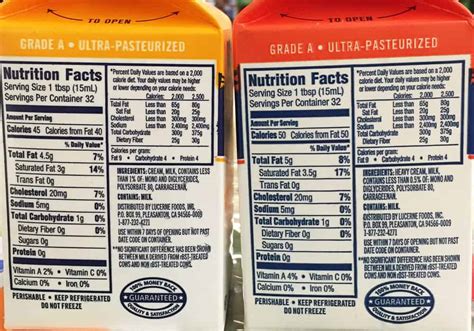 TO OPEN
GRADE A • ULTRA-PASTEURIZED
Nutrition Facts
Serving Size 1 tbsp (15mL)
Servings Per Container 32
Amount Per Serving
Calories 45 Calories from Fat 40
% Daily Value*
Total Fat 4.5g 7%
Saturated Fat 3g 14%
Trans Fat 0g
Cholesterol 20mg 7%
Sodium 5mg 0%
Total Carbohydrate 1g 0%
Dietary Fiber 0g 0%
Sugars 0g
Protein 0g
Vitamin A 2% • Vitamin C 0%
Calcium 0% • Iron 0%
PERISHABLE • KEEP REFRIGERATED
DO NOT FREEZE
*Percent Daily Values are based on a 2,000
calorie diet. Your daily values may be higher
or lower depending on your calorie needs:
Calories: 2,000 2,500
Total Fat Less than 65g 80g
Sat Fat Less than 20g 25g
Cholesterol Less than 300mg 300mg
Sodium Less than 2,400mg 2,400mg
Total Carbohydrate 300g 375g
Dietary Fiber 25g 30g
Calories per gram:
Fat 9 • Carbohydrate 4 • Protein 4
INGREDIENTS: CREAM, MILK, CONTAINS LESS
THAN 1% OF: MONO AND DIGLYCERIDES,
POLYSORBATE 80, CARRAGEENAN.
CONTAINS: MILK.
DISTRIBUTED BY LUCERNE FOODS, INC.
P.O. BOX 99, PLEASANTON, CA 94566-0009
1-877-232-4271
USE WITHIN 7 DAYS OF OPENING BUT NOT PAST
DATE CODE ON CONTAINER.
**NO SIGNIFICANT DIFFERENCE HAS BEEN SHOWN
BETWEEN MILK DERIVED FROM rBST-TREATED
COWS AND NON rBST-TREATED COWS.
100% MONEY BACK
GUARANTEED
QUALITY & SATISFACTION
TO OPEN
GRADE A • ULTRA-PASTEURIZED
Nutrition Facts
Serving Size 1 tbsp (15mL)
Servings Per Container 32
Amount Per Serving
Calories 50 Calories from Fat 50
% Daily Value*
Total Fat 5g 8%
Saturated Fat 3.5g 17%
Trans Fat 0g
Cholesterol 20mg 7%
Sodium 5mg 0%
Total Carbohydrate 1g 0%
Dietary Fiber 0g 0%
Sugars 0g
Protein 0g
Vitamin A 4% • Vitamin C 0%
Calcium 0% • Iron 0%
PERISHABLE • KEEP REFRIGERATED
DO NOT FREEZE
*Percent Daily Values are based on a 2,000
calorie diet. Your daily values may be higher
or lower depending on your calorie needs:
Calories: 2,000 2,500
Total Fat Less than 65g 80g
Sat Fat Less than 20g 25g
Cholesterol Less than 300mg 300mg
Sodium Less than 2,400mg 2,400mg
Total Carbohydrate 300g 375g
Dietary Fiber 25g 30g
Calories per gram:
Fat 9 • Carbohydrate 4 • Protein 4
INGREDIENTS: HEAVY CREAM, MILK,
CONTAINS LESS THAN 0.5% OF: MONO AND
DIGLYCERIDES, POLYSORBATE 80,
CARRAGEENAN.
CONTAINS: MILK.
DISTRIBUTED BY LUCERNE FOODS, INC.
P.O. BOX 99, PLEASANTON, CA 94566-0009
1-877-232-4271
USE WITHIN 7 DAYS OF OPENING BUT NOT PAST
DATE CODE ON CONTAINER.
**NO SIGNIFICANT DIFFERENCE HAS BEEN SHOWN
BETWEEN MILK DERIVED FROM rBST-TREATED
COWS AND NON rBST-TREATED COWS.
100% MONEY BACK
GUARANTEED
QUALITY & SATISFACTION